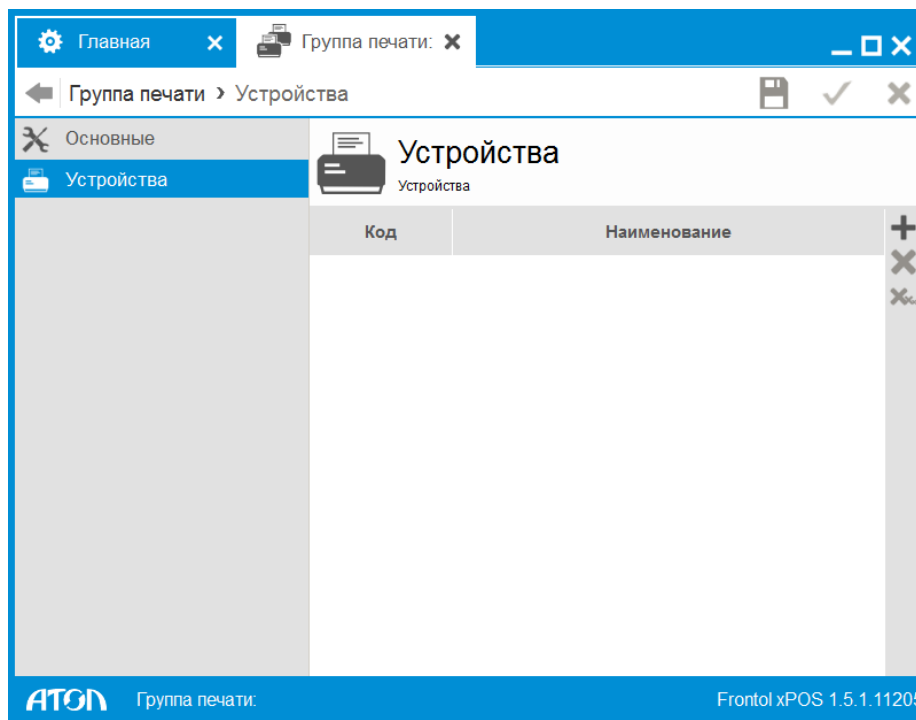 Главная
Группа печати:
Группа печати › Устройства
Основные
Устройства
Устройства
Устройства
Код Наименование
АТОЛ Группа печати: Frontol xPOS 1.5.1.11205